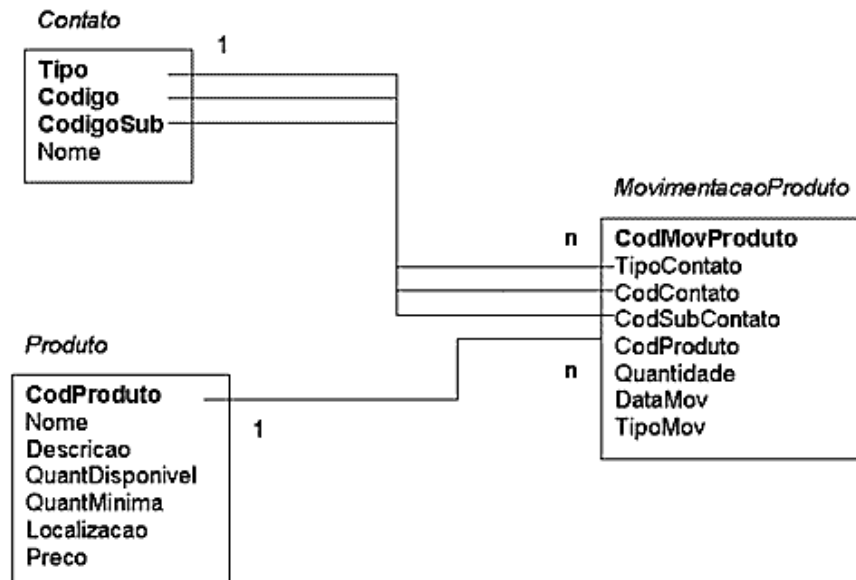 Contato
1
Tipo
Codigo
CodigoSub
Nome
MovimentacaoProduto
n
CodMovProduto
TipoContato
CodContato
CodSubContato
CodProduto
n
Quantidade
DataMov
TipoMov
Produto
CodProduto
1
Nome
Descricao
QuantDisponivel
QuantMinima
Localizacao
Preco